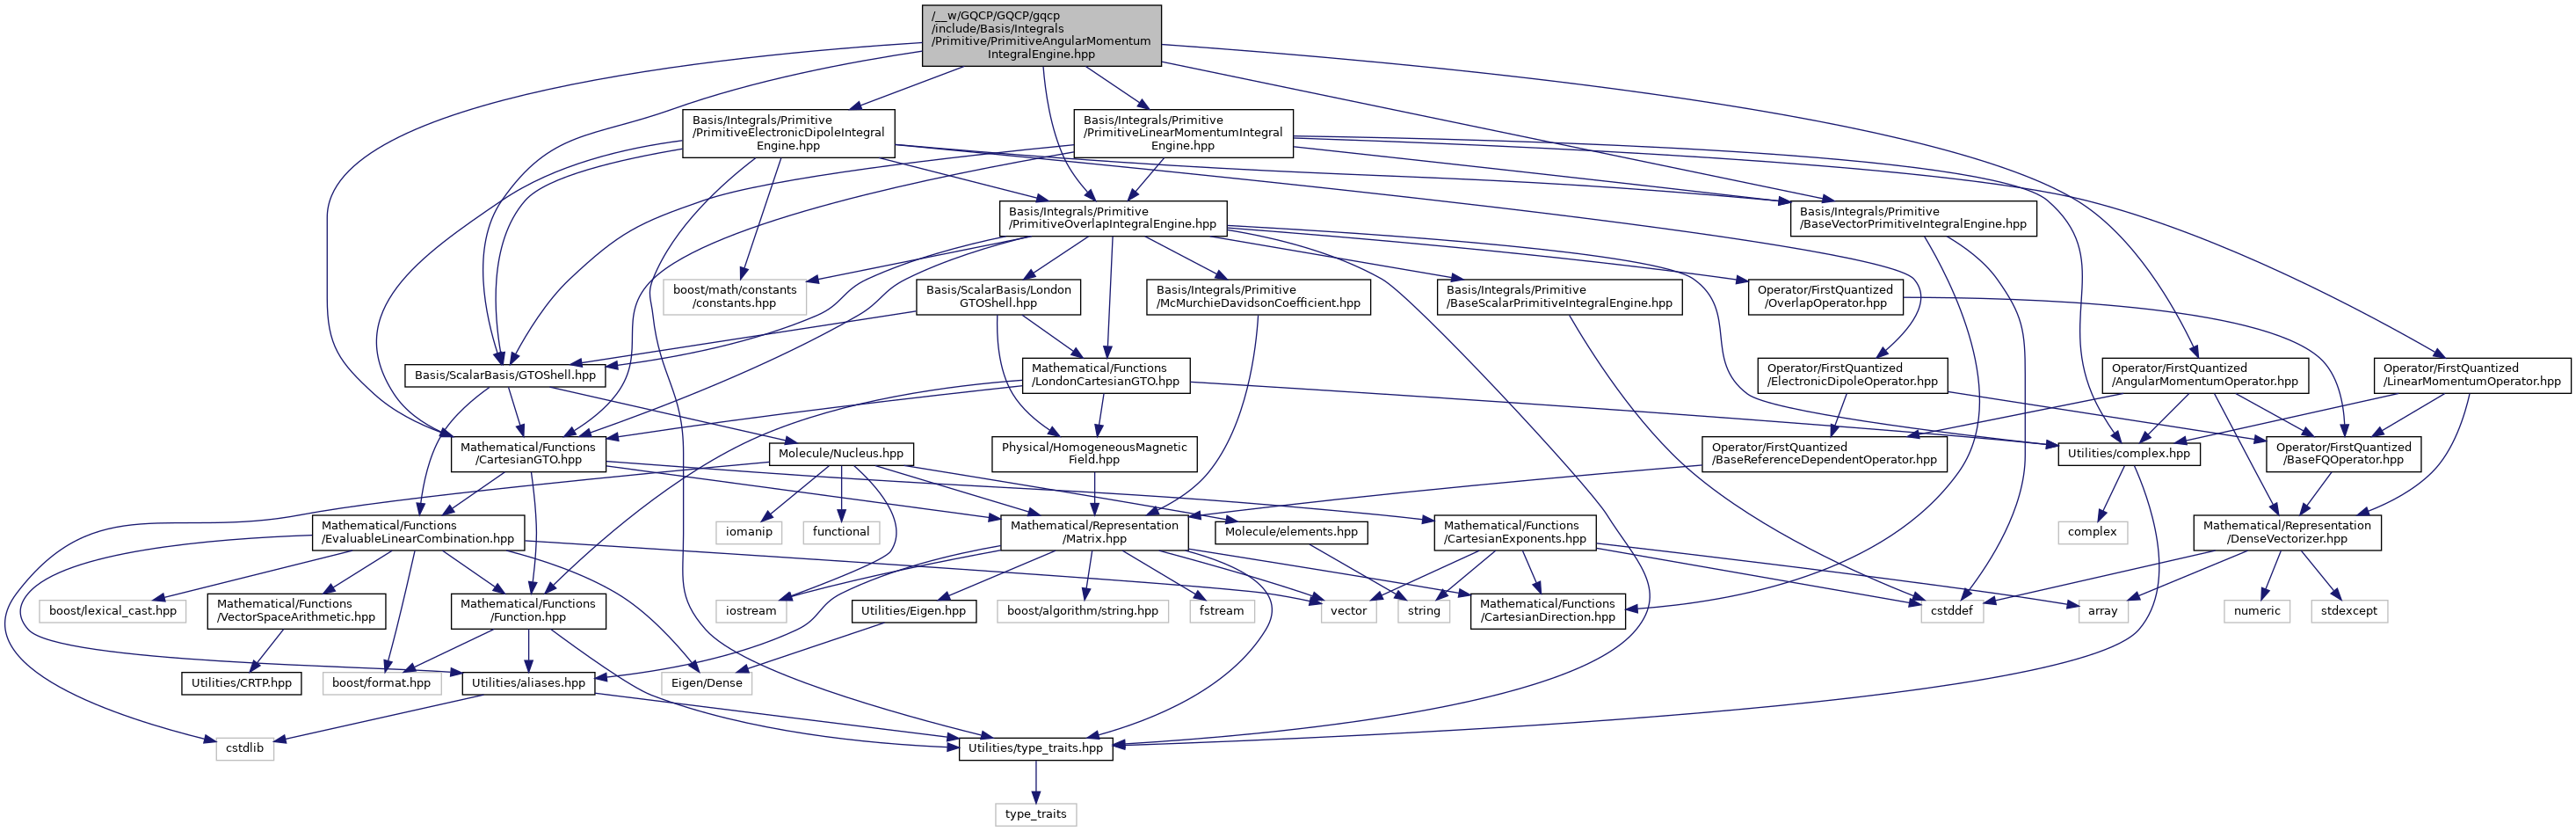 /__w/GQCP/GQCP/gqcp
/include/Basis/Integrals
/Primitive/PrimitiveAngularMomentum
IntegralEngine.hpp
Basis/Integrals/Primitive
/PrimitiveElectronicDipoleIntegral
Engine.hpp
Basis/Integrals/Primitive
/PrimitiveLinearMomentumIntegral
Engine.hpp
Basis/Integrals/Primitive
/PrimitiveOverlapIntegralEngine.hpp
Basis/Integrals/Primitive
/BaseVectorPrimitiveIntegralEngine.hpp
boost/math/constants
/constants.hpp
Basis/ScalarBasis/London
GTOShell.hpp
Basis/Integrals/Primitive
/McMurchieDavidsonCoefficient.hpp
Basis/Integrals/Primitive
/BaseScalarPrimitiveIntegralEngine.hpp
Operator/FirstQuantized
/OverlapOperator.hpp
Basis/ScalarBasis/GTOShell.hpp
Mathematical/Functions
/LondonCartesianGTO.hpp
Operator/FirstQuantized
/ElectronicDipoleOperator.hpp
Operator/FirstQuantized
/AngularMomentumOperator.hpp
Operator/FirstQuantized
/LinearMomentumOperator.hpp
Mathematical/Functions
/CartesianGTO.hpp
Molecule/Nucleus.hpp
Physical/HomogeneousMagnetic
Field.hpp
Operator/FirstQuantized
/BaseReferenceDependentOperator.hpp
Utilities/complex.hpp
Operator/FirstQuantized
/BaseFQOperator.hpp
Mathematical/Functions
/EvaluableLinearCombination.hpp
iomanip
functional
Mathematical/Representation
/Matrix.hpp
Molecule/elements.hpp
Mathematical/Functions
/CartesianExponents.hpp
complex
Mathematical/Representation
/DenseVectorizer.hpp
boost/lexical_cast.hpp
Mathematical/Functions
/VectorSpaceArithmetic.hpp
Mathematical/Functions
/Function.hpp
iostream
Utilities/Eigen.hpp
boost/algorithm/string.hpp
fstream
vector
string
Mathematical/Functions
/CartesianDirection.hpp
cstddef
array
numeric
stdexcept
Utilities/CRTP.hpp
boost/format.hpp
Utilities/aliases.hpp
Eigen/Dense
cstdlib
Utilities/type_traits.hpp
type_traits